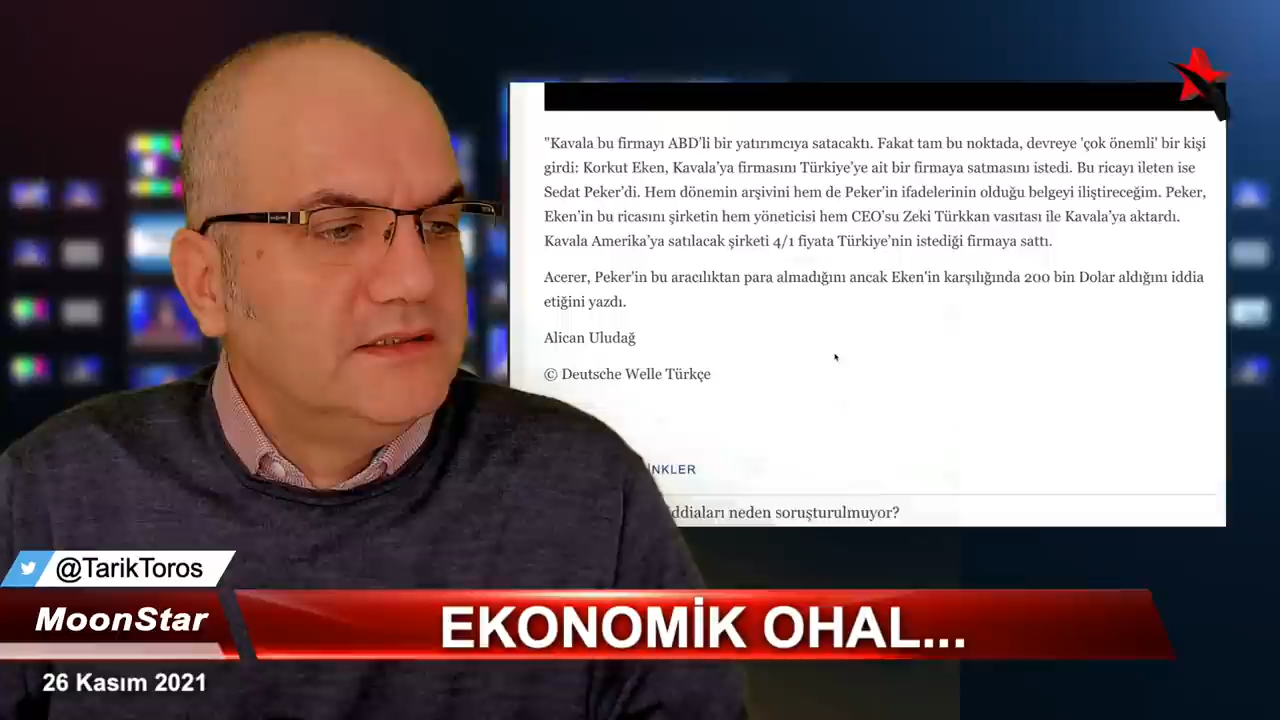 "Kavala bu firmayı ABD'li bir yatırımcıya satacaktı. Fakat tam bu noktada, devreye 'çok önemli' bir kişi
girdi: Korkut Eken, Kavala'ya firmasını Türkiye'ye ait bir firmaya satmasını istedi. Bu ricayı ileten ise
Sedat Peker'di. Hem dönemin arşivini hem de Peker'in ifadelerinin olduğu belgeyi iliştireceğim. Peker,
Eken'in bu ricasını şirketin hem yöneticisi hem CEO'su Zeki Türkkan vasıtası ile Kavala'ya aktardı.
Kavala Amerika'ya satılacak şirketi 4/1 fiyata Türkiye'nin istediği firmaya sattı.
Acerer, Peker'in bu aracılıktan para almadığını ancak Eken'in karşılığında 200 bin Dolar aldığını iddia
etiğini yazdı.
Alican Uludağ
© Deutsche Welle Türkçe
İNKLER
ddiaları neden soruşturulmuyor?
@TarikToros
MoonStar
EKONOMİK OHAL...
26 Kasım 2021